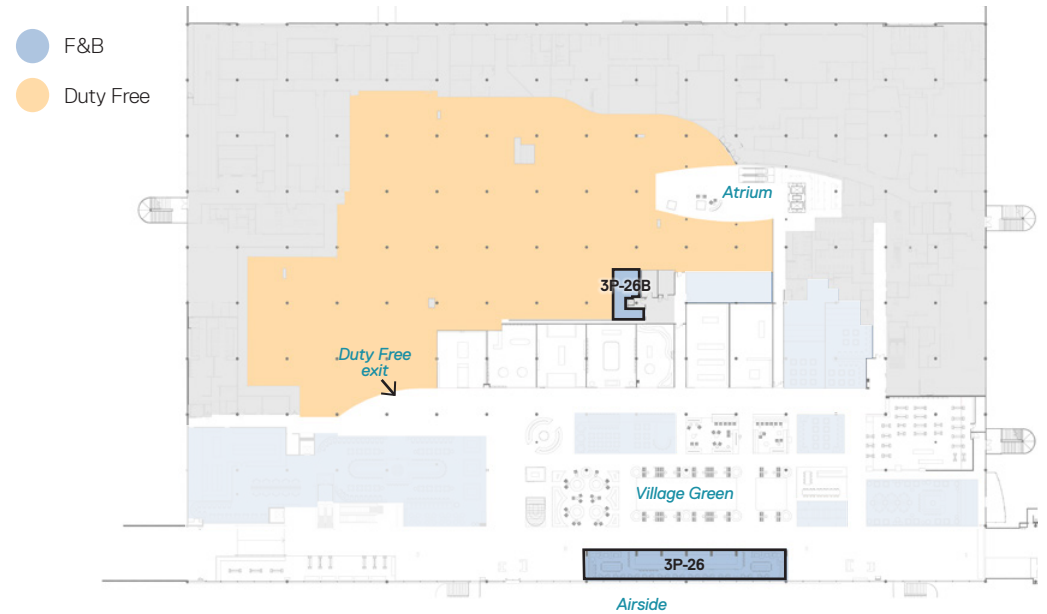 F&B
Duty Free
Atrium
3P-26B
Duty Free
exit
Village Green
3P-26
Airside